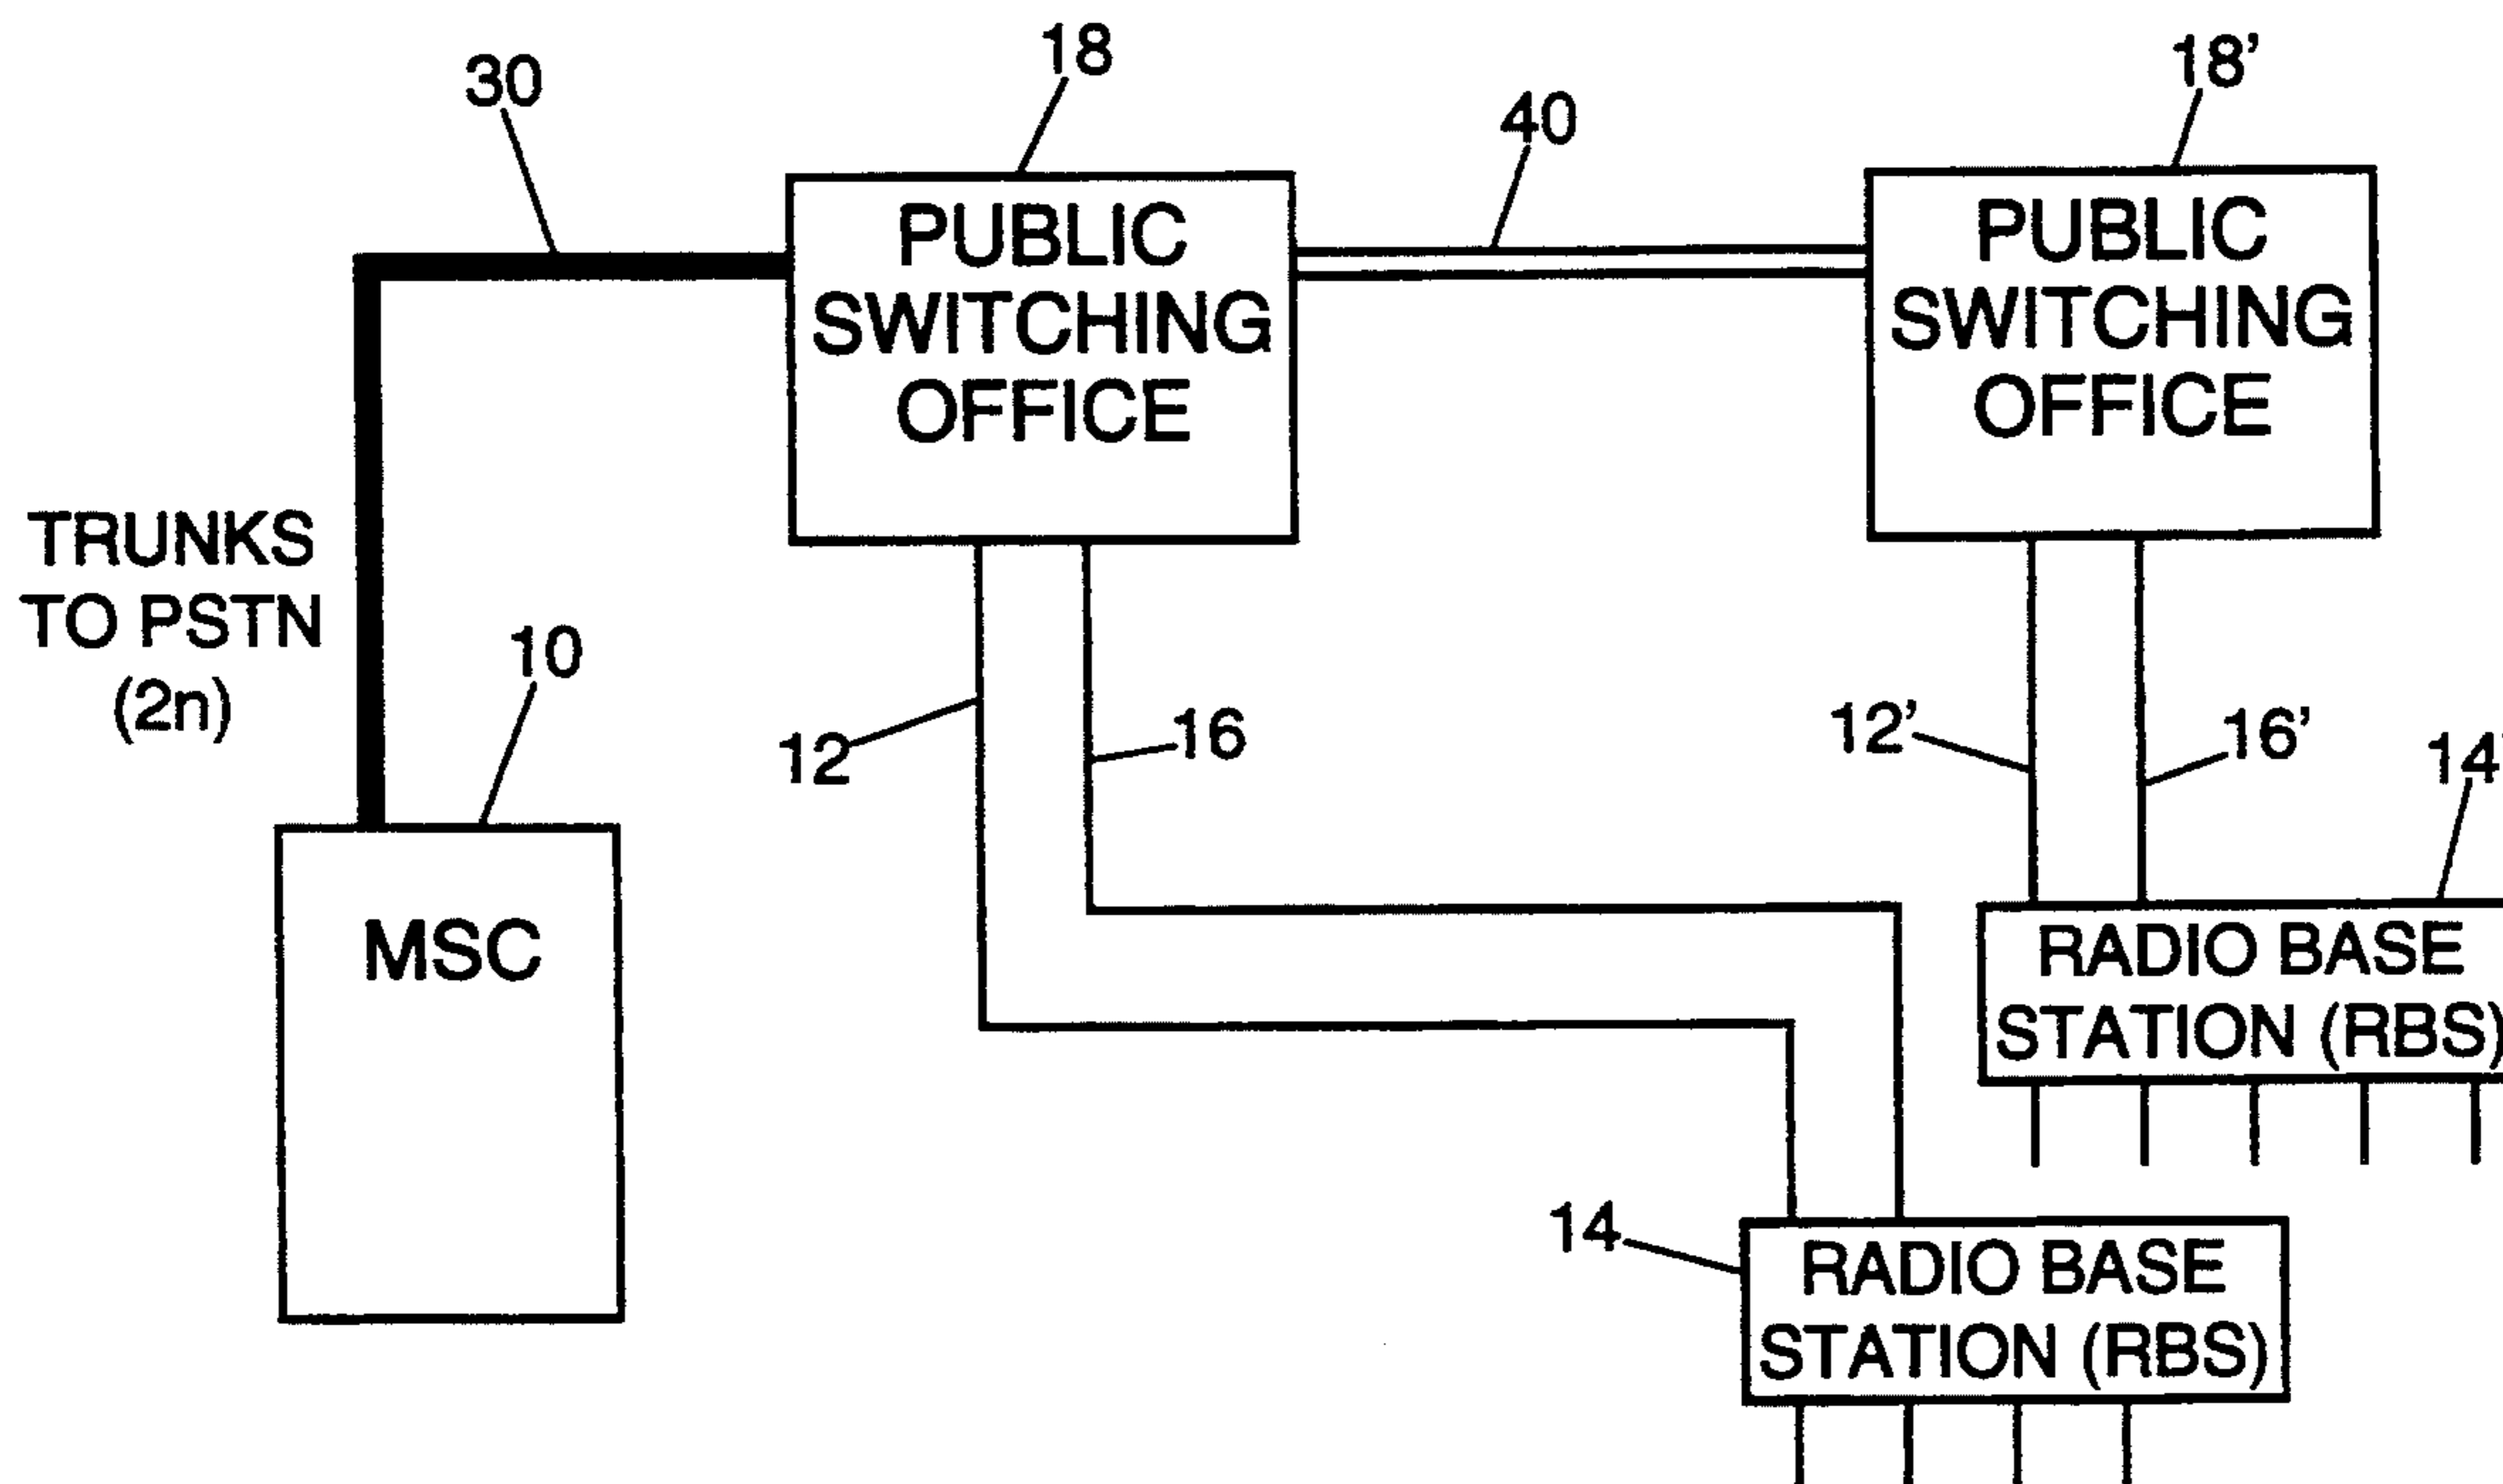 30
18
40
18'
PUBLIC
SWITCHING
OFFICE
PUBLIC
SWITCHING
OFFICE
TRUNKS
TO PSTN
(2n)
10
12
16
12'
16'
14'
MSC
RADIO BASE
STATION (RBS)
14
RADIO BASE
STATION (RBS)